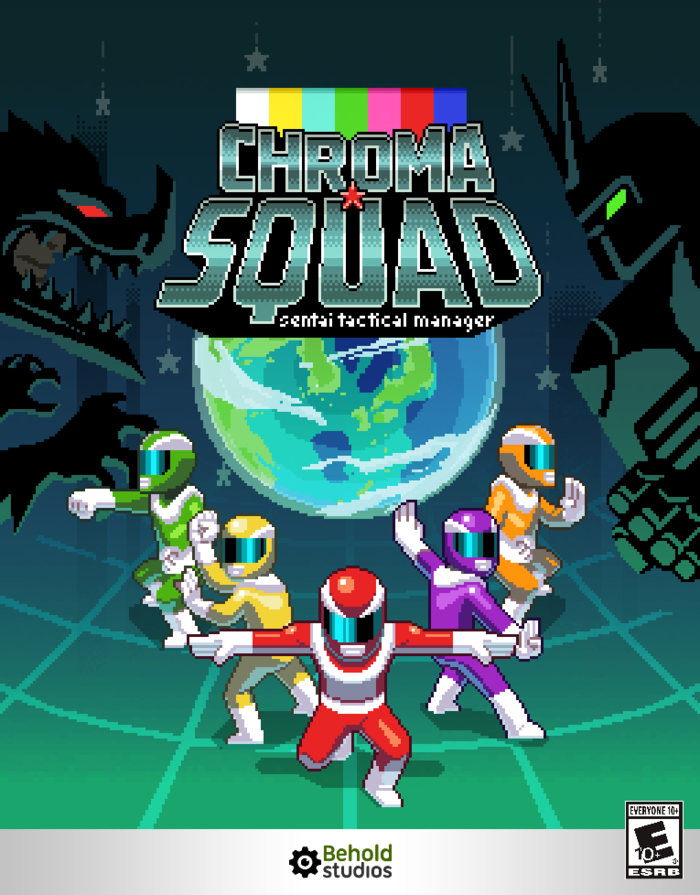 CHROMA
SQUAD
sentai tactical manager
Behold
studios
EVERYONE 10+
E
10+
ESRB